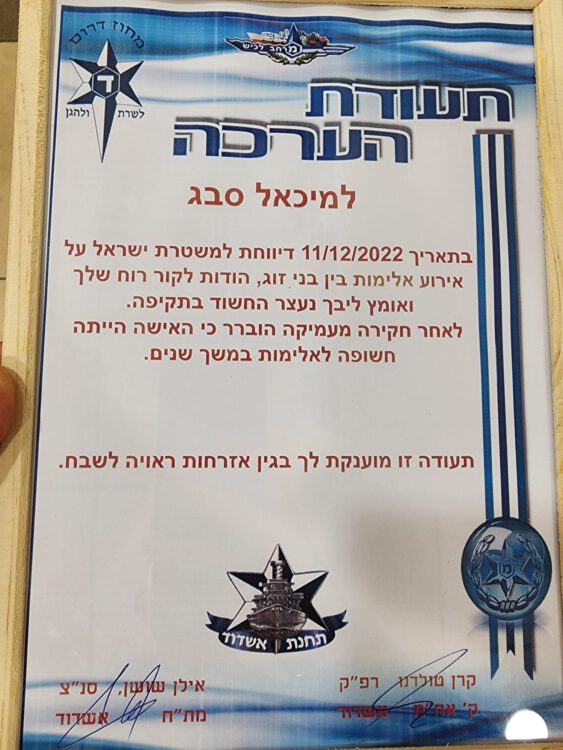 מחוז דרום
ד
לשרת ולהגן
מרחב לכיש
תעודת
הערכה
למיכאל סבג
בתאריך 11/12/2022 דיווחת למשטרת ישראל על
אירוע אלימות בין בני זוג, הודות לקור רוח שלך
ואומץ ליבך נעצר החשוד בתקיפה.
לאחר חקירה מעמיקה הוברר כי האישה הייתה
חשופה לאלימות במשך שנים.
תעודה זו מוענקת לך בגין אזרחות ראויה לשבח.
תחנת אשדוד
קרן טולדנו רפ"ק
ק' אח"מ אשדוד
אילן שושן, סנ"צ
מת"ח אשדוד